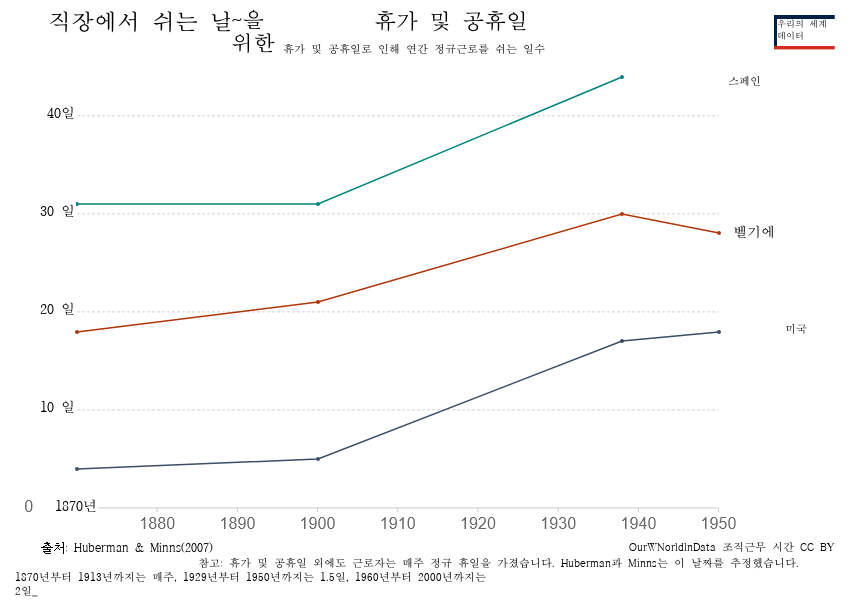 직장에서 쉬는 날~을 휴가 및 공휴일
위한 휴가 및 공휴일로 인해 연간 정규근로를 쉬는 일수
우리의 세계
데이터
스페인
40일
30 일
벨기에
20 일
미국
10 일
0 1870년
1880 1890 1900 1910 1920 1930 1940 1950
출처: Huberman & Minns(2007) OurWNorldInData 조직근무 시간 CC BY
참고: 휴가 및 공휴일 외에도 근로자는 매주 정규 휴일을 가졌습니다. Huberman과 Minns는 이 날짜를 추정했습니다.
1870년부터 1913년까지는 매주, 1929년부터 1950년까지는 1.5일, 1960년부터 2000년까지는
2일_